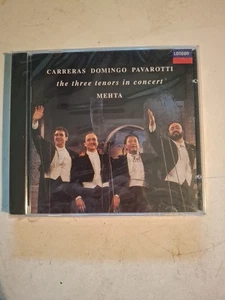 LONDON
CARRERAS DOMINGO PAVAROTTI
the three tenors in concert
MEHTA